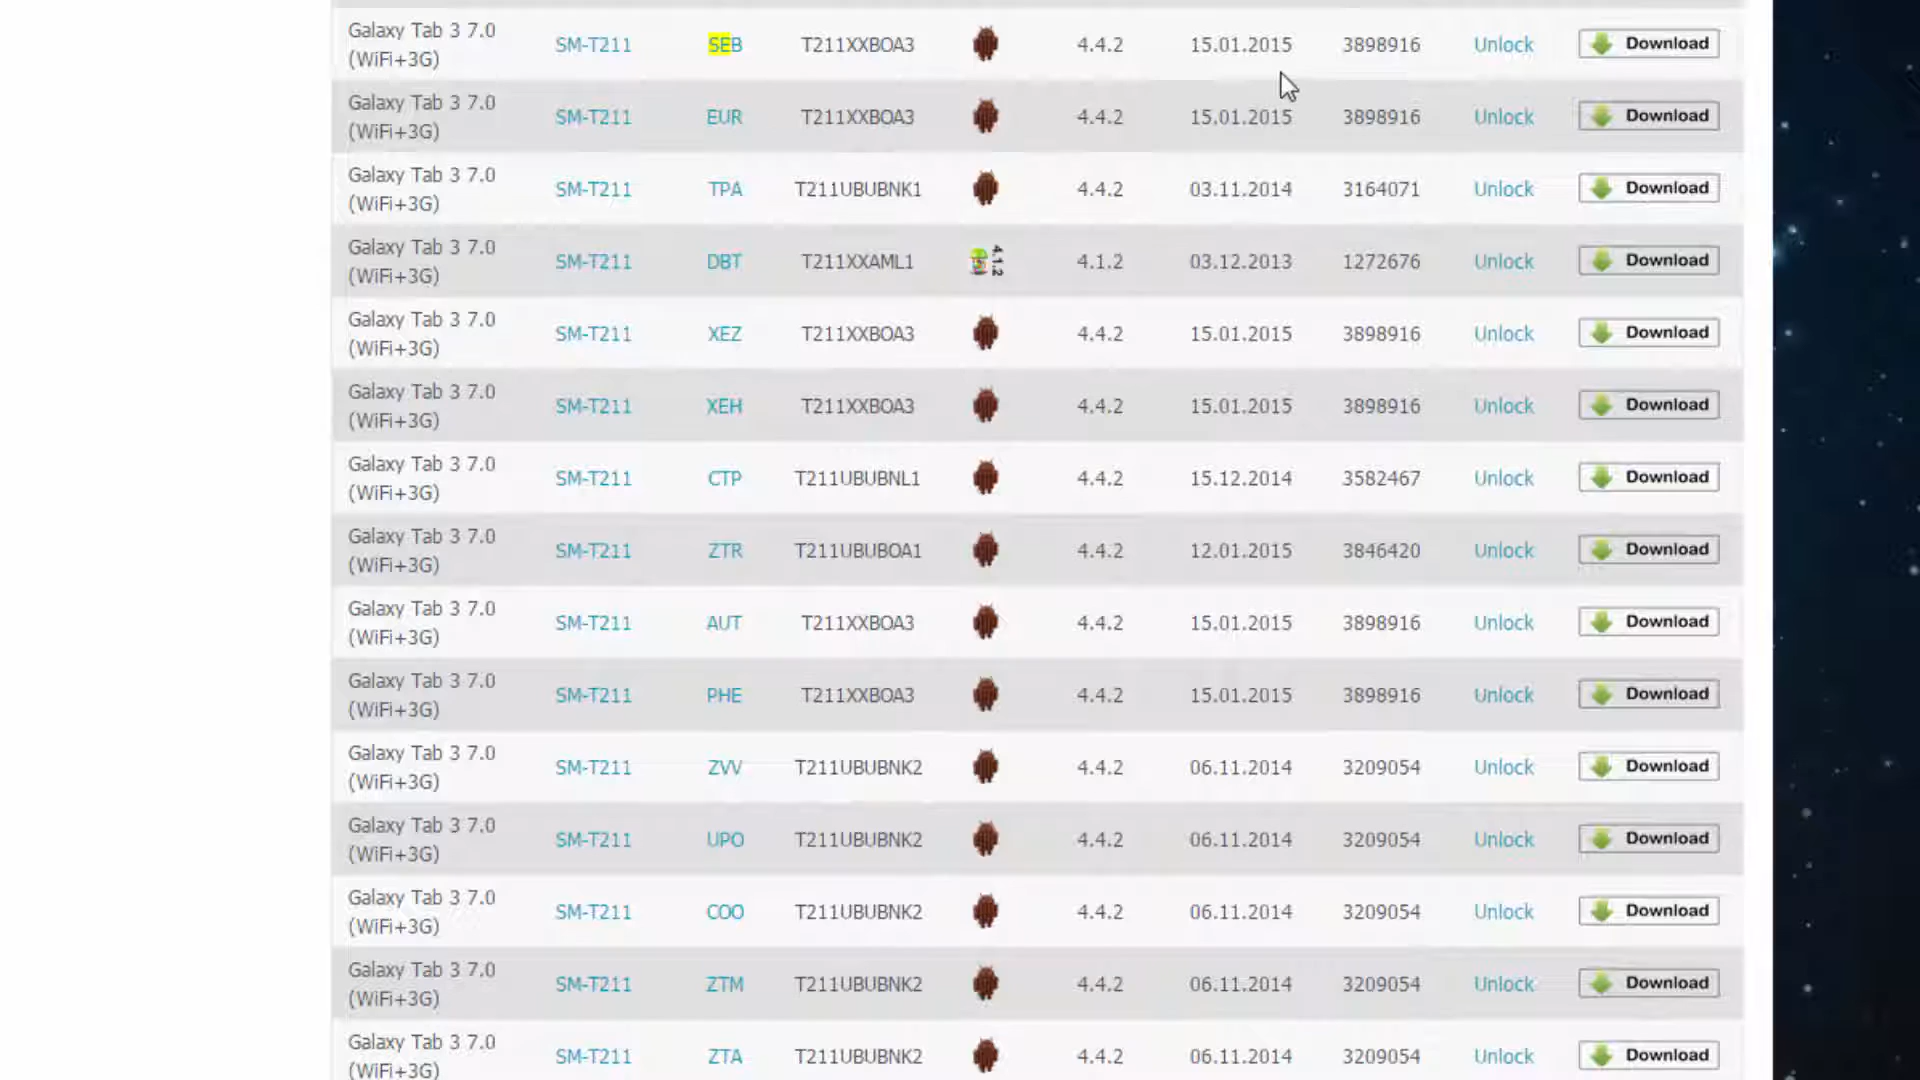 Galaxy Tab 3 7.0 (WiFi+3G) SM-T211 SEB T211XXBOA3 4.4.2 15.01.2015 3898916 Unlock Download
Galaxy Tab 3 7.0 (WiFi+3G) SM-T211 EUR T211XXBOA3 4.4.2 15.01.2015 3898916 Unlock Download
Galaxy Tab 3 7.0 (WiFi+3G) SM-T211 TPA T211UBUBNK1 4.4.2 03.11.2014 3164071 Unlock Download
Galaxy Tab 3 7.0 (WiFi+3G) SM-T211 DBT T211XXAML1 4.1.2 4.1.2 03.12.2013 1272676 Unlock Download
Galaxy Tab 3 7.0 (WiFi+3G) SM-T211 XEZ T211XXBOA3 4.4.2 15.01.2015 3898916 Unlock Download
Galaxy Tab 3 7.0 (WiFi+3G) SM-T211 XEH T211XXBOA3 4.4.2 15.01.2015 3898916 Unlock Download
Galaxy Tab 3 7.0 (WiFi+3G) SM-T211 CTP T211UBUBNL1 4.4.2 15.12.2014 3582467 Unlock Download
Galaxy Tab 3 7.0 (WiFi+3G) SM-T211 ZTR T211UBUBOA1 4.4.2 12.01.2015 3846420 Unlock Download
Galaxy Tab 3 7.0 (WiFi+3G) SM-T211 AUT T211XXBOA3 4.4.2 15.01.2015 3898916 Unlock Download
Galaxy Tab 3 7.0 (WiFi+3G) SM-T211 PHE T211XXBOA3 4.4.2 15.01.2015 3898916 Unlock Download
Galaxy Tab 3 7.0 (WiFi+3G) SM-T211 ZVV T211UBUBNK2 4.4.2 06.11.2014 3209054 Unlock Download
Galaxy Tab 3 7.0 (WiFi+3G) SM-T211 UPO T211UBUBNK2 4.4.2 06.11.2014 3209054 Unlock Download
Galaxy Tab 3 7.0 (WiFi+3G) SM-T211 COO T211UBUBNK2 4.4.2 06.11.2014 3209054 Unlock Download
Galaxy Tab 3 7.0 (WiFi+3G) SM-T211 ZTM T211UBUBNK2 4.4.2 06.11.2014 3209054 Unlock Download
Galaxy Tab 3 7.0 (WiFi+3G) SM-T211 ZTA T211UBUBNK2 4.4.2 06.11.2014 3209054 Unlock Download